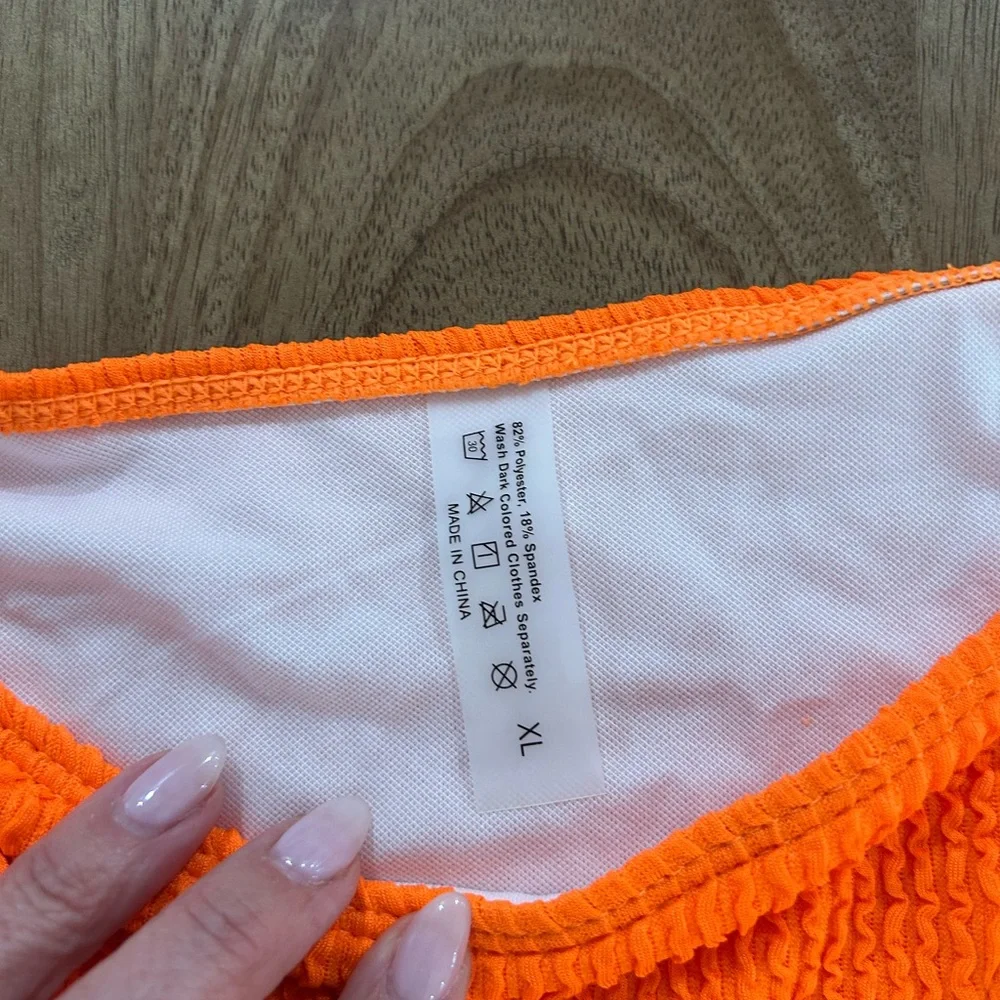 82% Polyester, 18% Spandex
Wash Dark Colored Clothes Separately.
30
XL
MADE IN CHINA